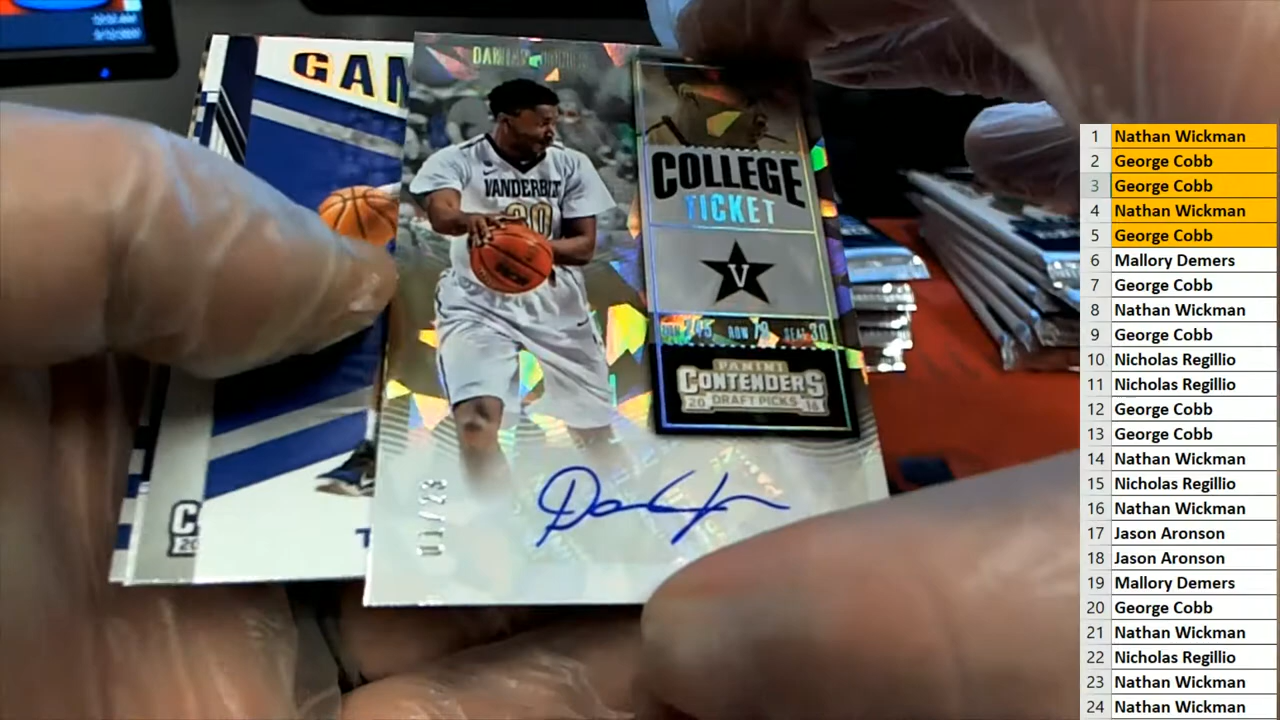 GAM
DAMIAN JONES
VANDERBILT
30
COLLEGE
TICKET
V
ROW
SEAT 30
PANINI
CONTENDERS
20 DRAFT PICKS 16
01/23
1 Nathan Wickman
2 George Cobb
3 George Cobb
4 Nathan Wickman
5 George Cobb
6 Mallory Demers
7 George Cobb
8 Nathan Wickman
9 George Cobb
10 Nicholas Regillio
11 Nicholas Regillio
12 George Cobb
13 George Cobb
14 Nathan Wickman
15 Nicholas Regillio
16 Nathan Wickman
17 Jason Aronson
18 Jason Aronson
19 Mallory Demers
20 George Cobb
21 Nathan Wickman
22 Nicholas Regillio
23 Nathan Wickman
24 Nathan Wickman